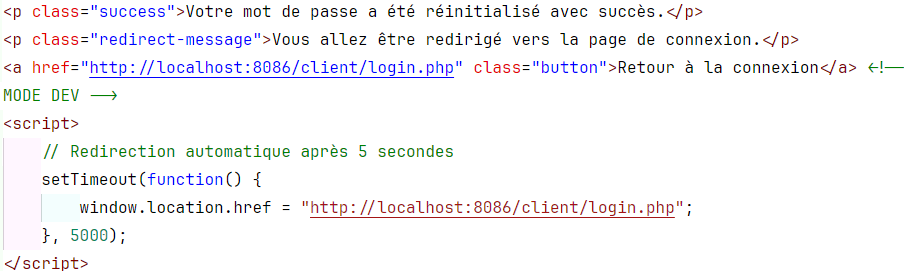 <p class="success">Votre mot de passe a été réinitialisé avec succès.</p>
<p class="redirect-message">Vous allez être redirigé vers la page de connexion.</p>
<a href="http://localhost:8086/client/login.php" class="button">Retour à la connexion</a> <!--
MODE DEV -->
<script>
// Redirection automatique après 5 secondes
setTimeout(function() {
window.location.href = "http://localhost:8086/client/login.php";
}, 5000);
</script>